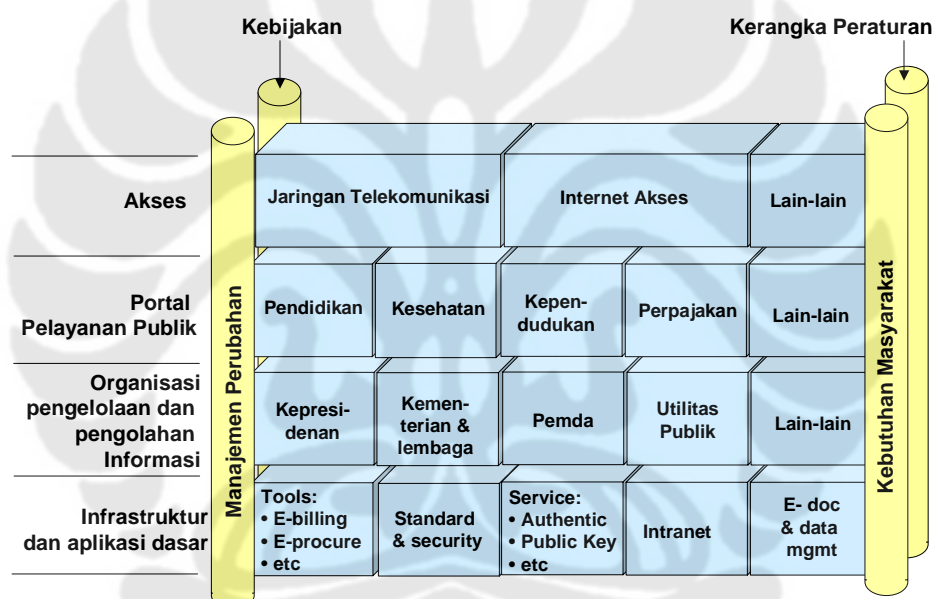 Kebijakan
Kerangka Peraturan
Manajemen Perubahan
Kebutuhan Masyarakat
Akses
Jaringan Telekomunikasi
Internet Akses
Lain-lain
Portal
Pelayanan Publik
Pendidikan
Kesehatan
Kepen-
dudukan
Perpajakan
Lain-lain
Organisasi
pengelolaan dan
pengolahan
Informasi
Kepresi-
denan
Kemen-
terian &
lembaga
Pemda
Utilitas
Publik
Lain-lain
Infrastruktur
dan aplikasi dasar
Tools:
• E-billing
• E-procure
• etc
Standard
& security
Service:
• Authentic
• Public Key
• etc
Intranet
E- doc
& data
mgmt